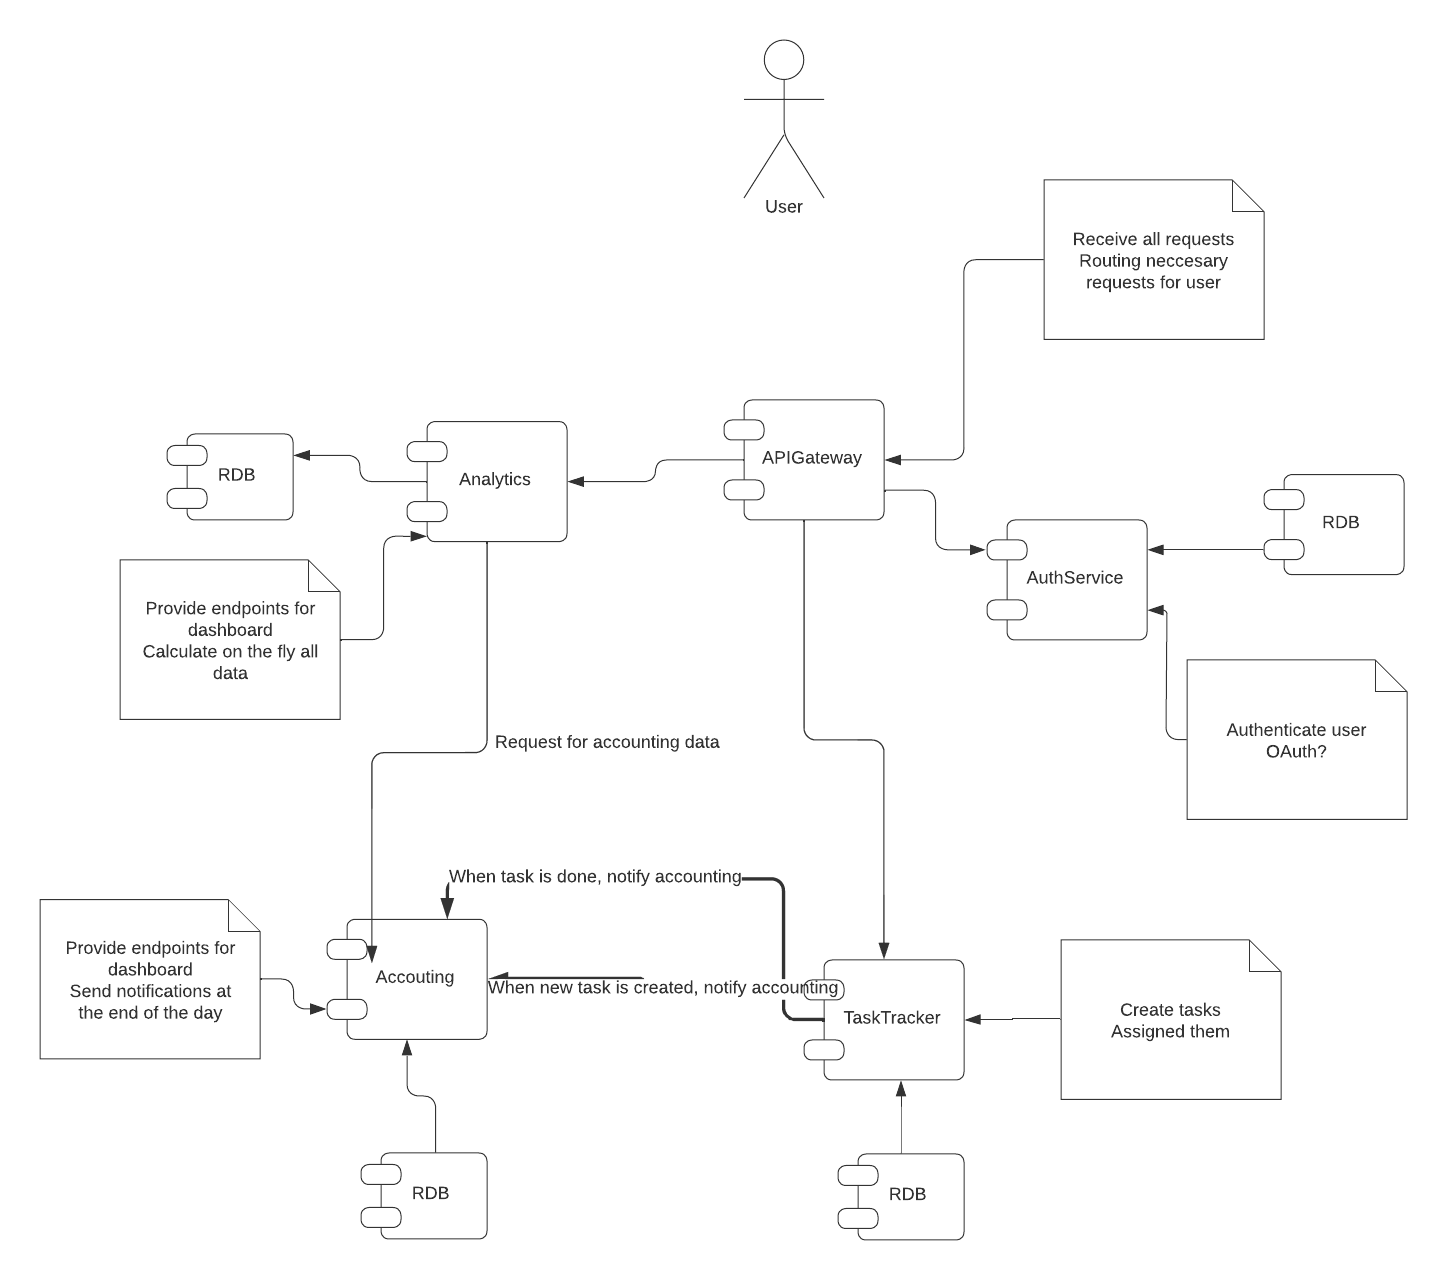 User
Receive all requests
Routing neccesary
requests for user
APIGateway
Analytics
RDB
RDB
AuthService
Provide endpoints for
dashboard
Calculate on the fly all
data
Authenticate user
OAuth?
Request for accounting data
When task is done, notify accounting
Provide endpoints for
dashboard
Send notifications at
the end of the day
Accouting
When new task is created, notify accounting
TaskTracker
Create tasks
Assigned them
RDB
RDB